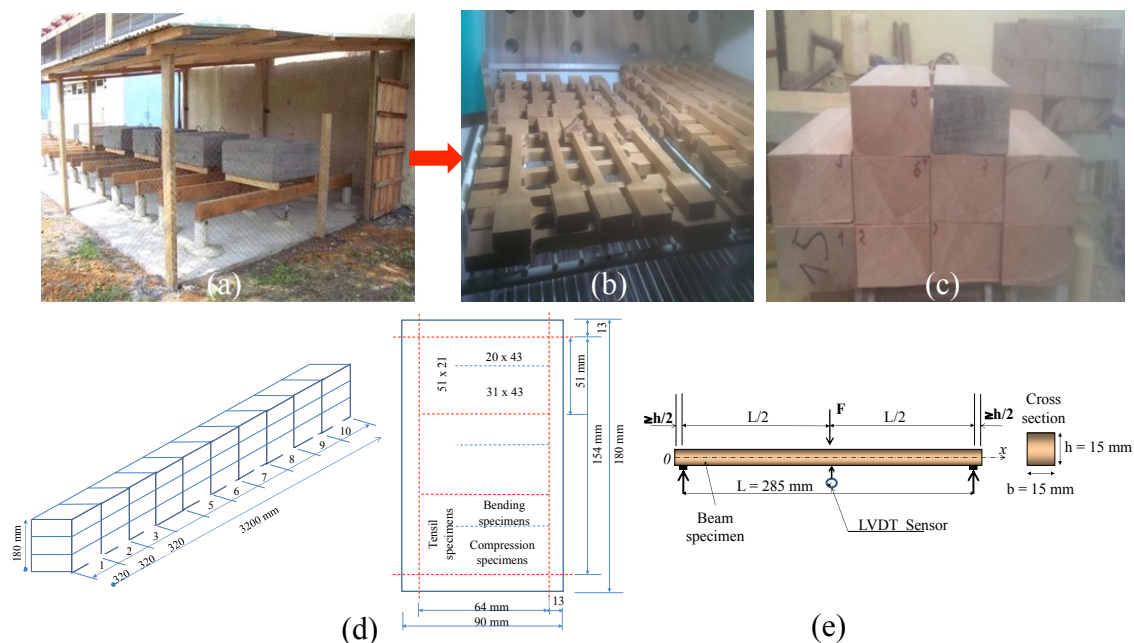 (a)
(b)
(c)
15
180 mm
1
2
3
5
6
7
8
9
10
320
320
320
3200 mm
(d)
13
51 x 21
20 x 43
31 x 43
51 mm
154 mm
180 mm
Tensil
specimens
Bending
specimens
Compression
specimens
64 mm
13
90 mm
≥h/2
L/2
F
L/2
≥h/2
0
x
L = 285 mm
Beam
specimen
LVDT Sensor
Cross
section
h = 15 mm
b = 15 mm
(e)